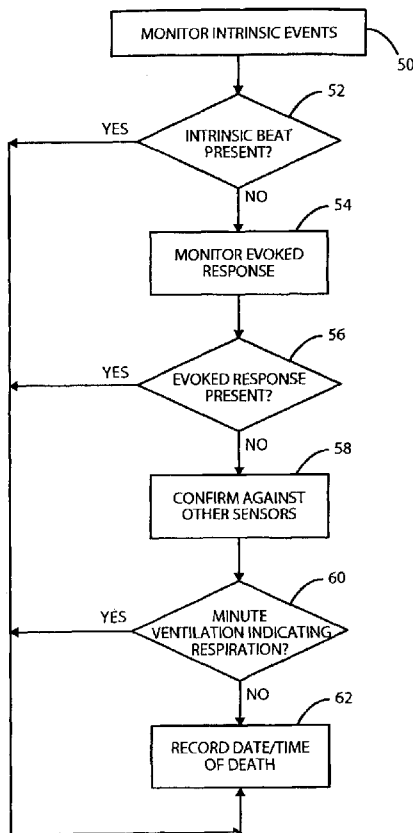 MONITOR INTRINSIC EVENTS
50
52
YES
INTRINSIC BEAT
PRESENT?
NO
54
MONITOR EVOKED
RESPONSE
56
YES
EVOKED RESPONSE
PRESENT?
NO
58
CONFIRM AGAINST
OTHER SENSORS
60
YES
MINUTE
VENTILATION INDICATING
RESPIRATION?
NO
62
RECORD DATE/TIME
OF DEATH